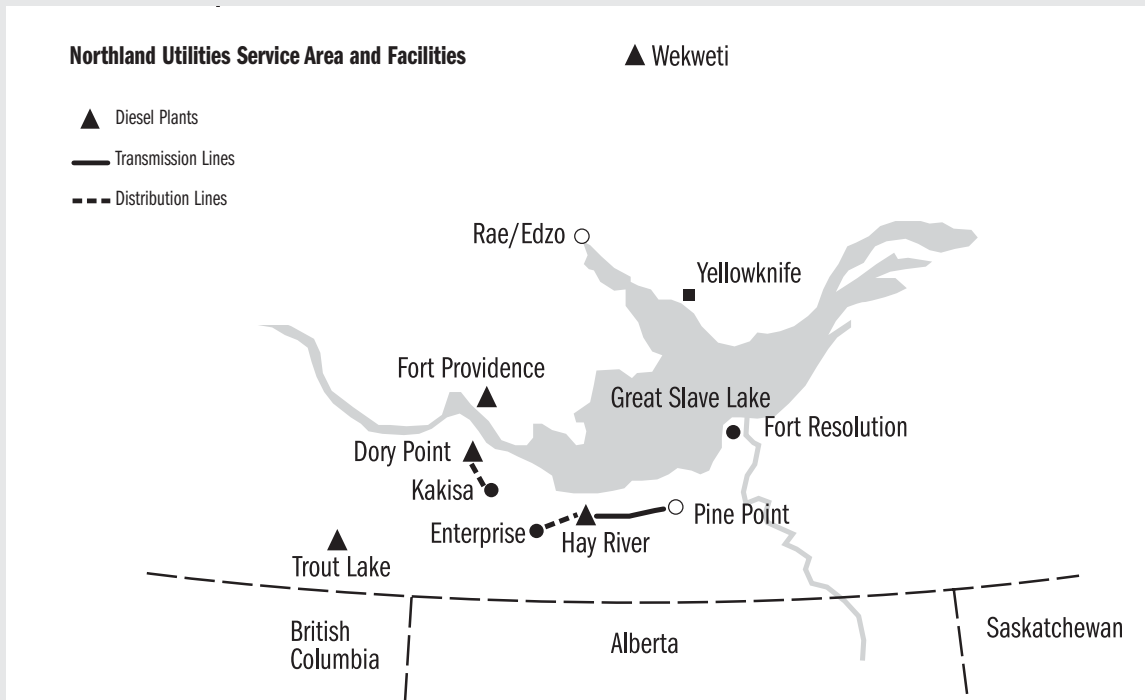 Northland Utilities Service Area and Facilities
Wekweti
Diesel Plants
Transmission Lines
Distribution Lines
Rae/Edzo
Yellowknife
Fort Providence
Great Slave Lake
Fort Resolution
Dory Point
Kakisa
Pine Point
Enterprise
Hay River
Trout Lake
British
Columbia
Alberta
Saskatchewan